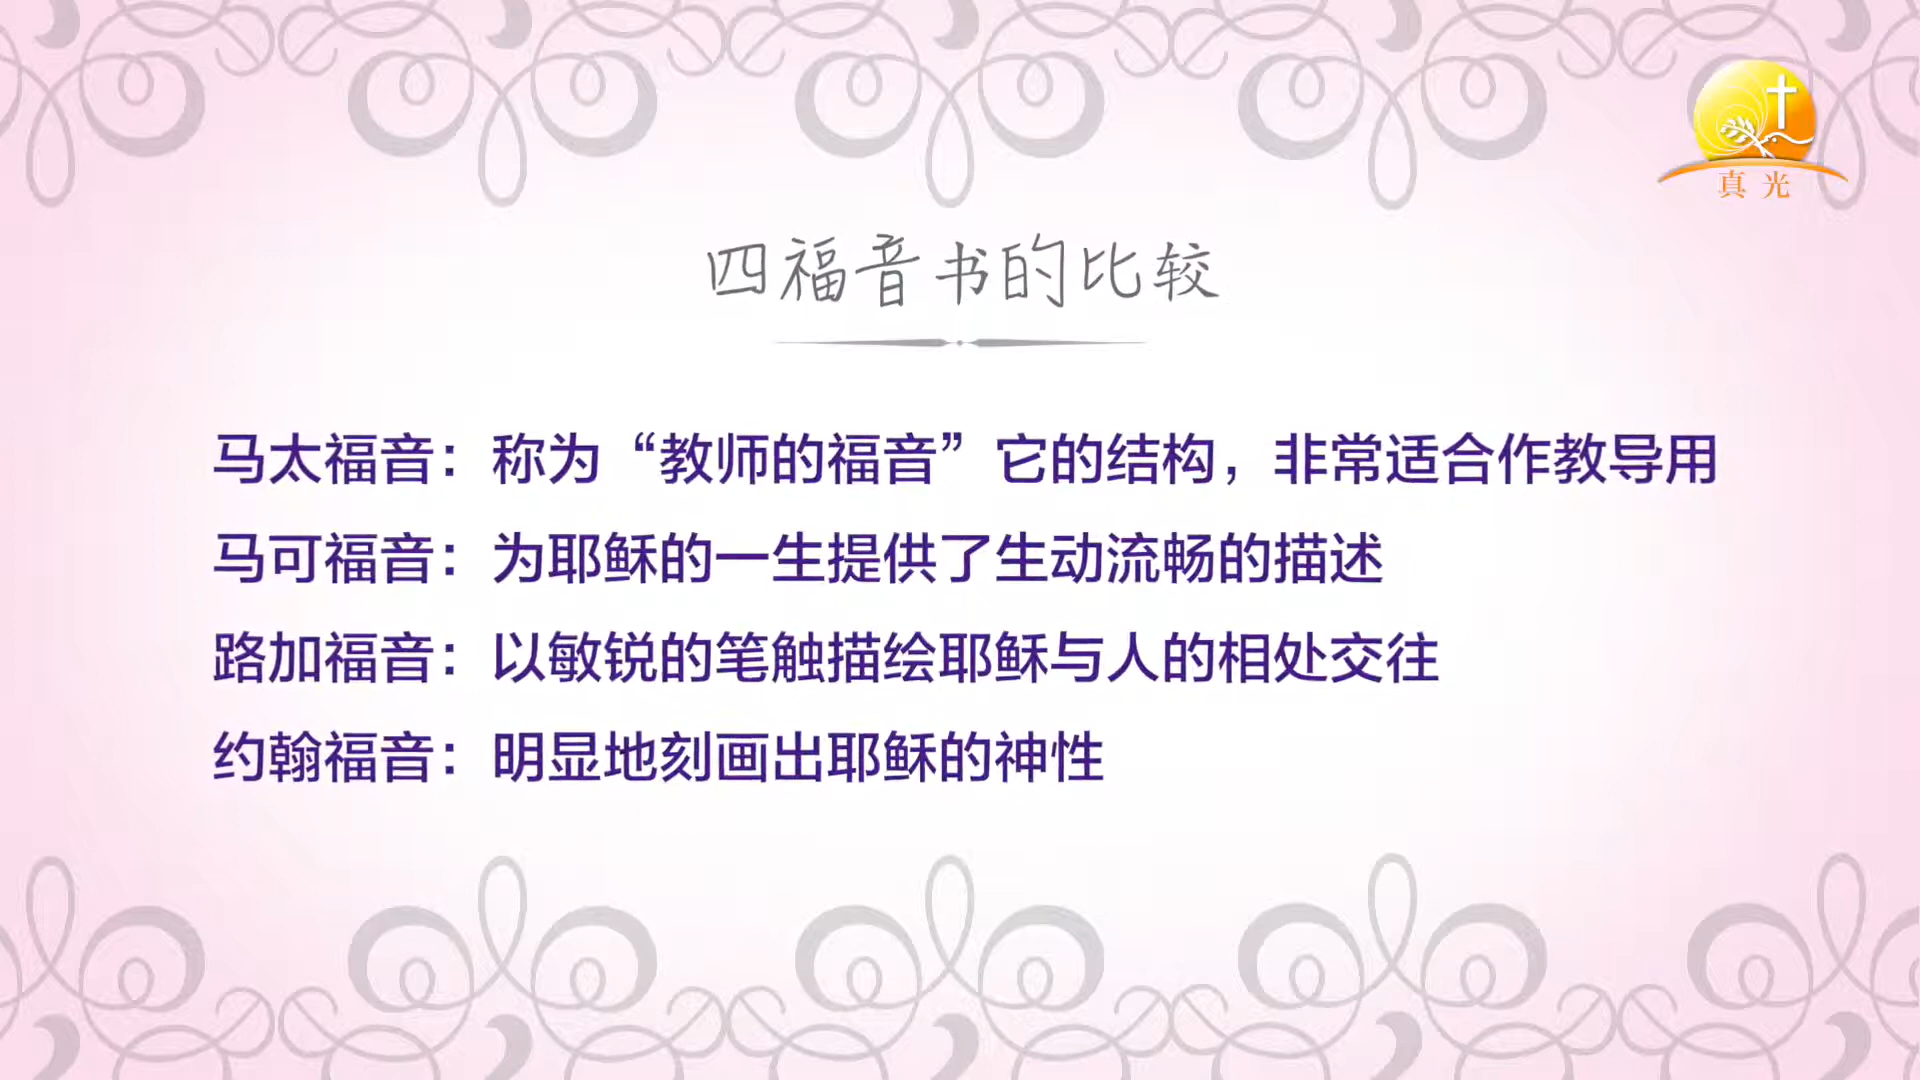 真光
四福音书的比较
马太福音：称为“教师的福音”它的结构，非常适合作教导用
马可福音：为耶稣的一生提供了生动流畅的描述
路加福音：以敏锐的笔触描绘耶稣与人的相处交往
约翰福音：明显地刻画出耶稣的神性